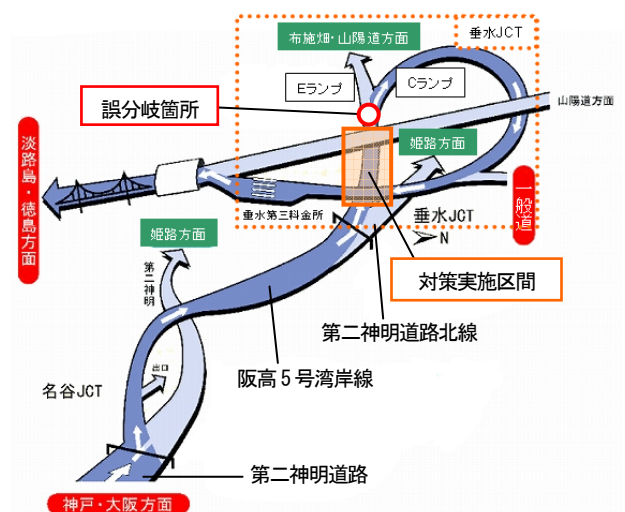 布施畑・山陽道方面
垂水JCT
Eランプ
Cランプ
誤分岐箇所
山陽道方面
姫路方面
淡路島・徳島方面
一般道
垂水第三料金所
垂水JCT
N
姫路方面
対策実施区間
第二神明
第二神明道路北線
出口
阪高5号湾岸線
名谷JCT
第二神明道路
神戸・大阪方面